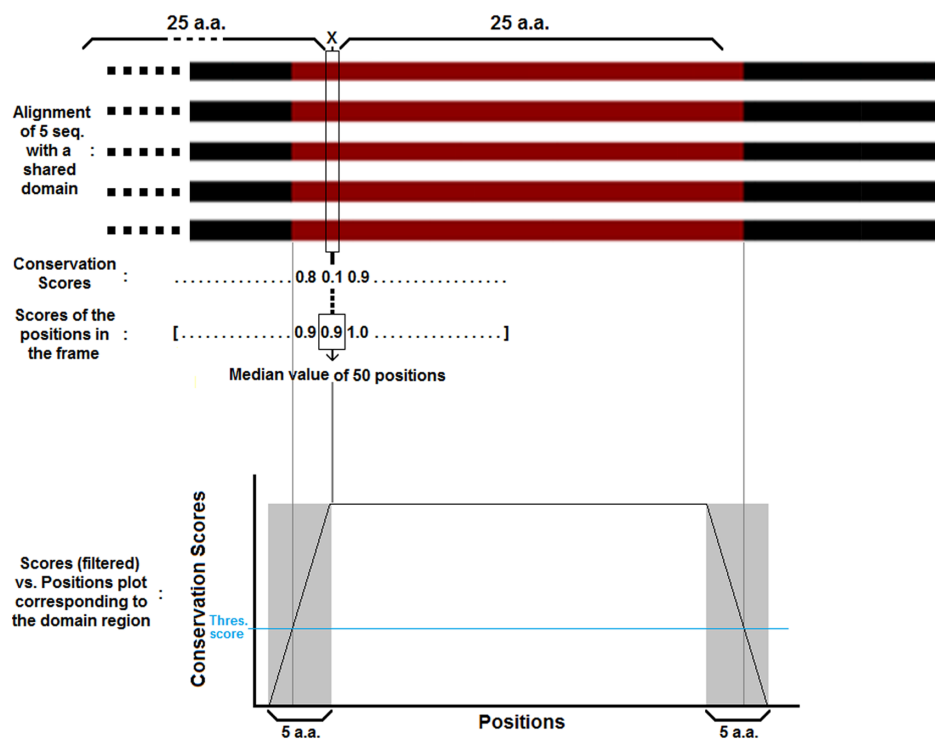 25 a.a.
X
25 a.a.
Alignment
of 5 seq.
with a :
shared
domain
Conservation
Scores :
0.8 0.1 0.9
Scores of the
positions in :
the frame
[ 0.9 0.9 1.0 ]
Median value of 50 positions
Conservation Scores
Scores (filtered)
vs. Positions plot :
corresponding to
the domain region
Thres.
score
5 a.a.
Positions
5 a.a.